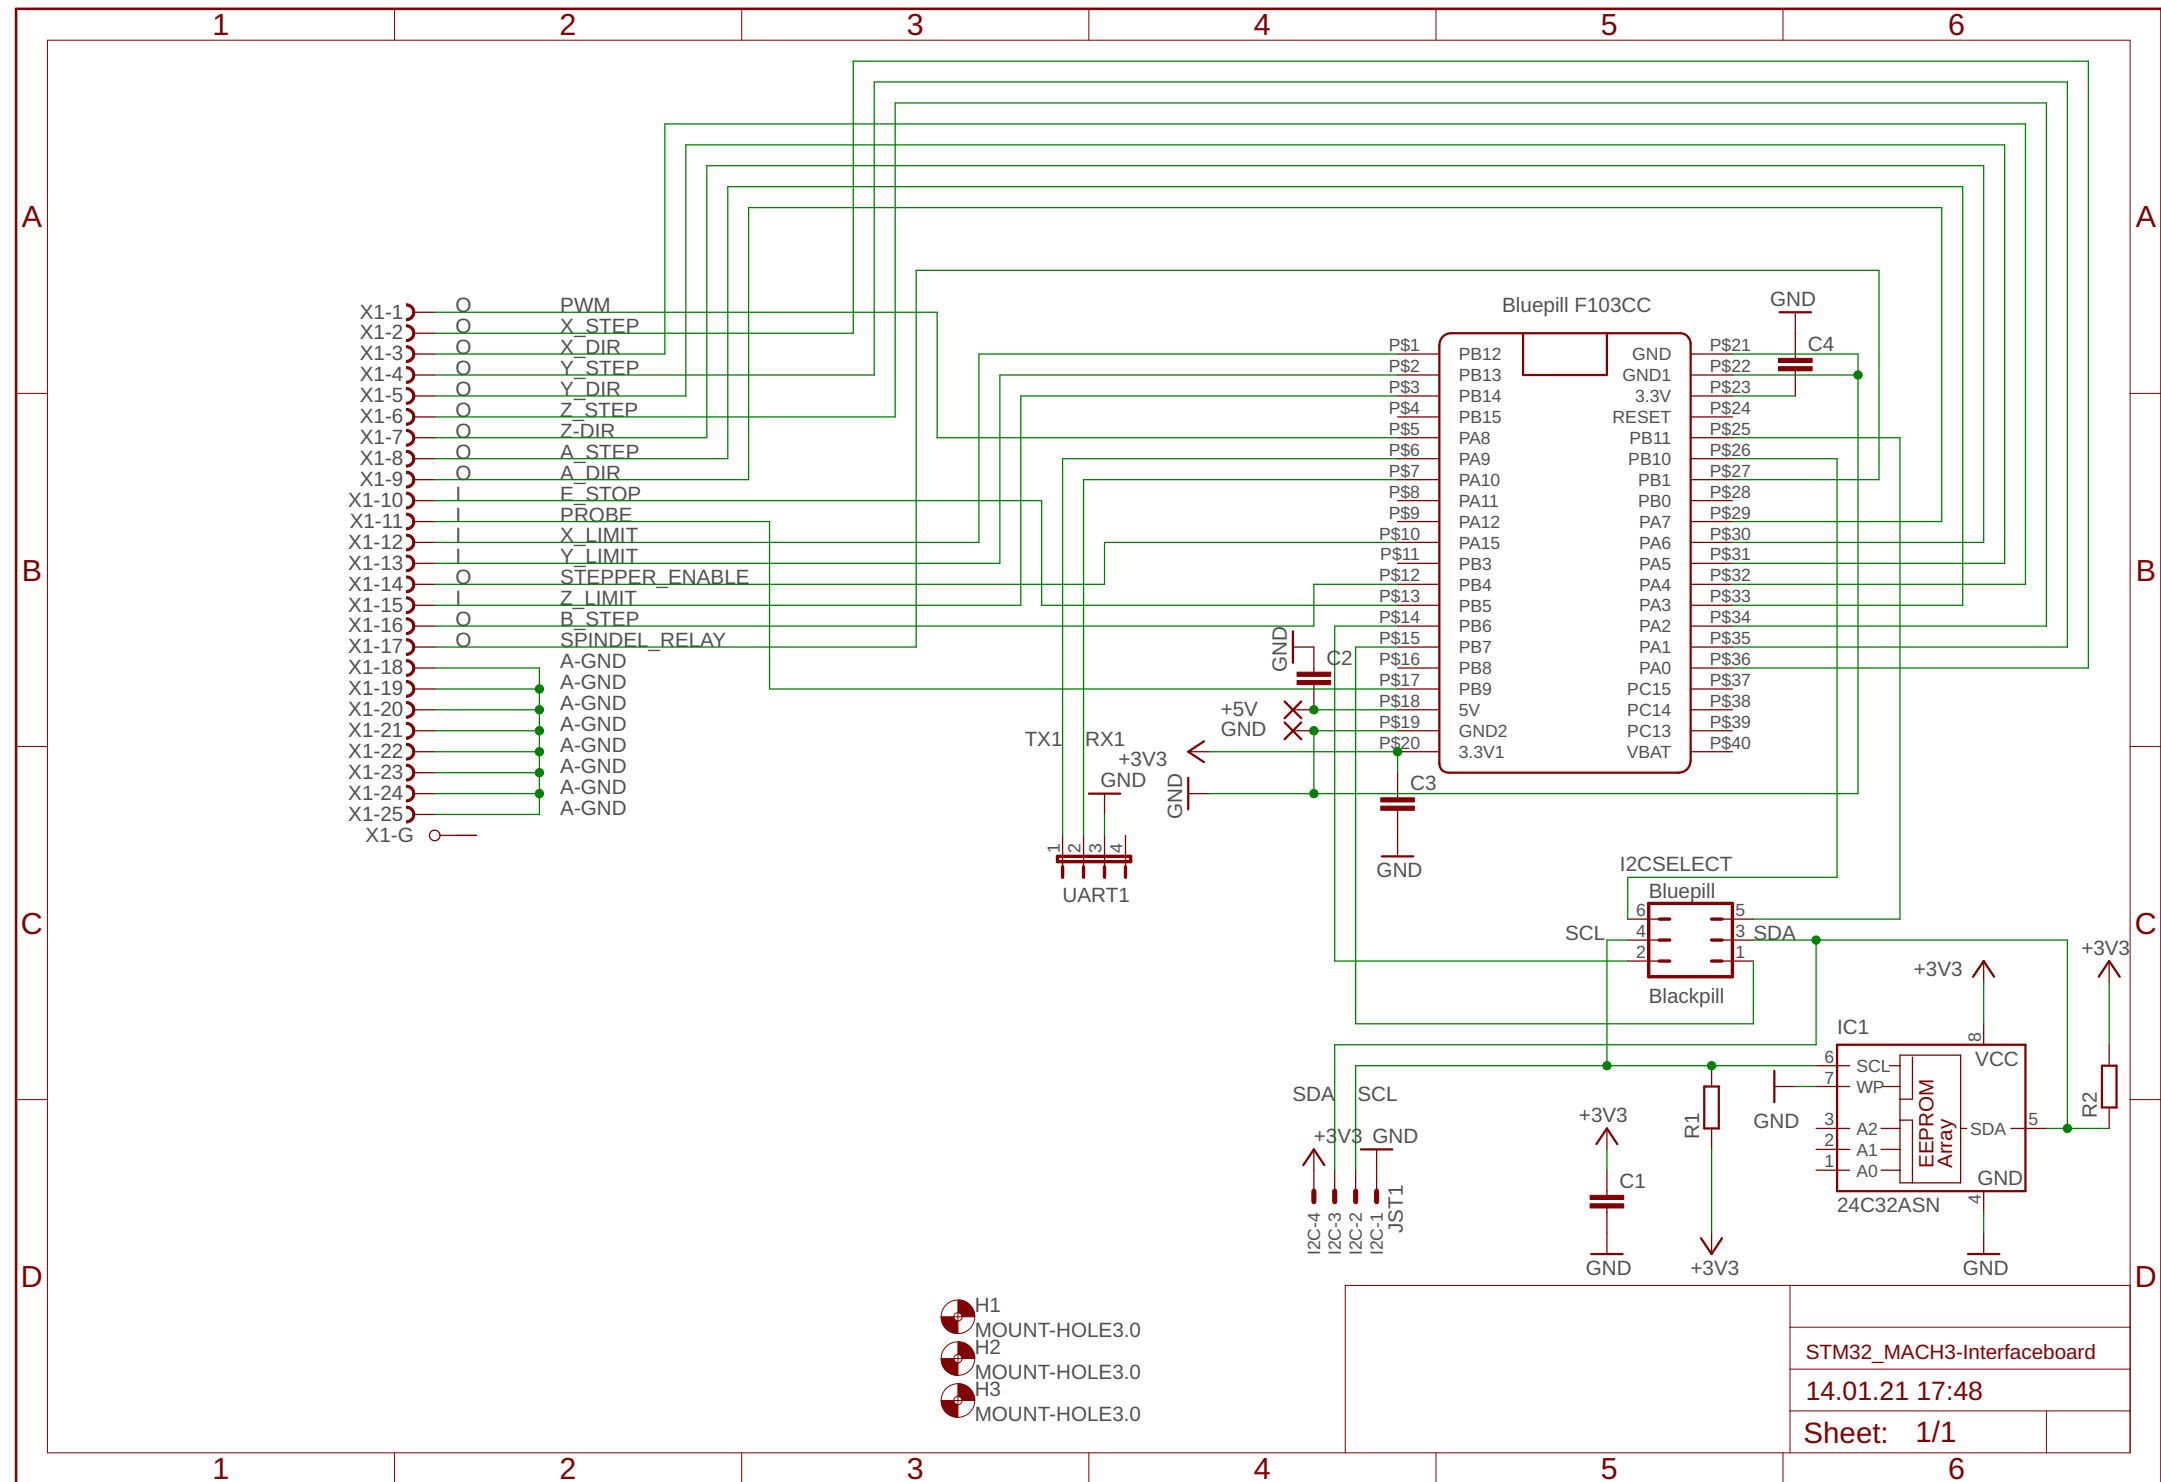 1 2 3 4 5 6
A A
B B
C C
D D
X1-1 O PWM
X1-2 O X_STEP
X1-3 O X_DIR
X1-4 O Y_STEP
X1-5 O Y_DIR
X1-6 O Z_STEP
X1-7 O Z-DIR
X1-8 O A_STEP
X1-9 O A_DIR
X1-10 I E_STOP
X1-11 I PROBE
X1-12 I X_LIMIT
X1-13 I Y_LIMIT
X1-14 O STEPPER_ENABLE
X1-15 I Z_LIMIT
X1-16 O B_STEP
X1-17 O SPINDEL_RELAY
X1-18 A-GND
X1-19 A-GND
X1-20 A-GND
X1-21 A-GND
X1-22 A-GND
X1-23 A-GND
X1-24 A-GND
X1-25 A-GND
X1-G
Bluepill F103CC
GND
C4
P$1 PB12 GND P$21
P$2 PB13 GND1 P$22
P$3 PB14 3.3V P$23
P$4 PB15 RESET P$24
P$5 PA8 PB11 P$25
P$6 PA9 PB10 P$26
P$7 PA10 PB1 P$27
P$8 PA11 PB0 P$28
P$9 PA12 PA7 P$29
P$10 PA15 PA6 P$30
P$11 PB3 PA5 P$31
P$12 PB4 PA4 P$32
P$13 PB5 PA3 P$33
P$14 PB6 PA2 P$34
P$15 PB7 PA1 P$35
P$16 PB8 PA0 P$36
P$17 PB9 PC15 P$37
P$18 5V PC14 P$38
P$19 GND2 PC13 P$39
P$20 3.3V1 VBAT P$40
GND
C2
+5V
GND
TX1 RX1
+3V3
GND
GND
C3
GND
1 2 3 4
UART1
I2CSELECT
Bluepill
6 5
SCL 4 3 SDA
2 1
Blackpill
+3V3
+3V3
IC1
8
VCC
6 SCL
7 WP
3 A2
2 A1
1 A0
EEPROM
Array
SDA 5
GND
4
24C32ASN
GND
GND
R2
R1
+3V3
+3V3
C1
GND
SDA SCL
+3V3 GND
I2C-4
I2C-3
I2C-2
I2C-1
JST1
H1
MOUNT-HOLE3.0
H2
MOUNT-HOLE3.0
H3
MOUNT-HOLE3.0
STM32_MACH3-Interfaceboard
14.01.21 17:48
Sheet: 1/1
1 2 3 4 5 6